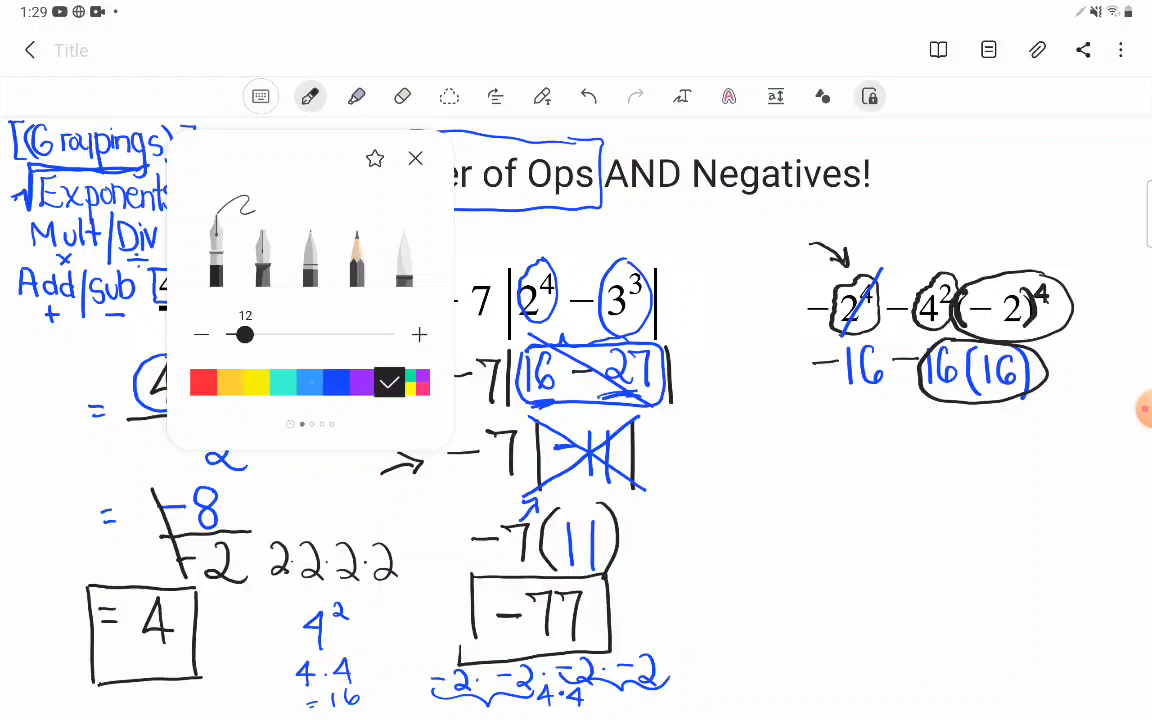 1:29
Title
[(Groupings)]
Exponents
Mult/Div
x ÷
Add/sub [
+ −
er of Ops AND Negatives!
12
− 7 |2⁴ − 3³|
− 2⁴ − 4² (− 2)⁴
-7|16 - 27|
-16 - 16(16)
=
2
-7|-11|
= -8
-2
2·2·2·2
-7(11)
= 4
4²
-77
4·4
=16
-2·-2·-2·-2
4·4